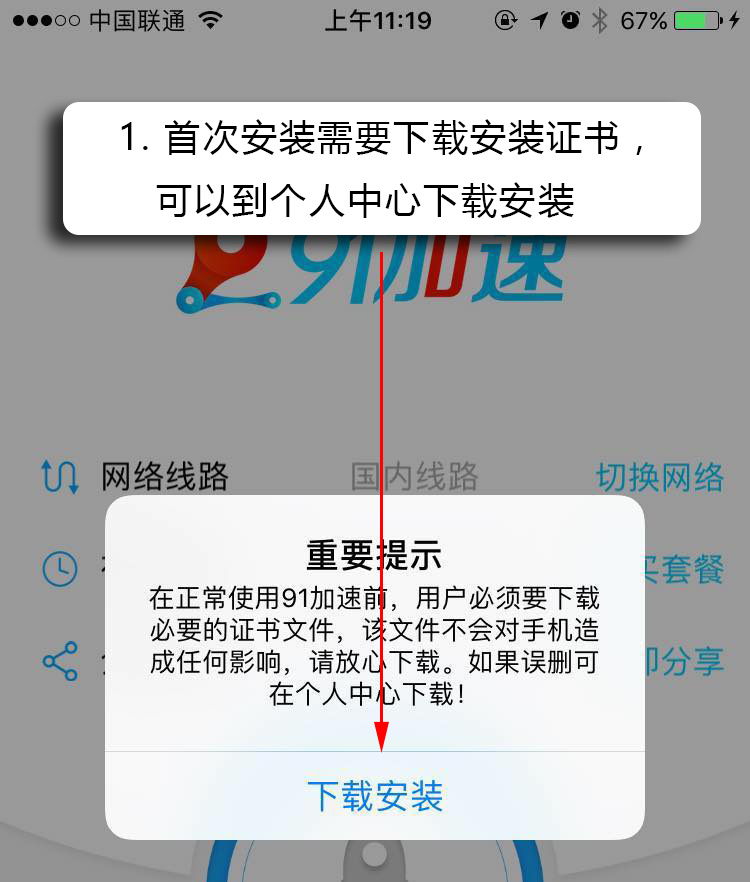 中国联通
上午11:19
67%
1. 首次安装需要下载安装证书，
可以到个人中心下载安装
91加速
网络线路
国内线路
切换网络
重要提示
买套餐
在正常使用91加速前，用户必须要下载
必要的证书文件，该文件不会对手机造
成任何影响，请放心下载。如果误删可
在个人中心下载！
即分享
下载安装